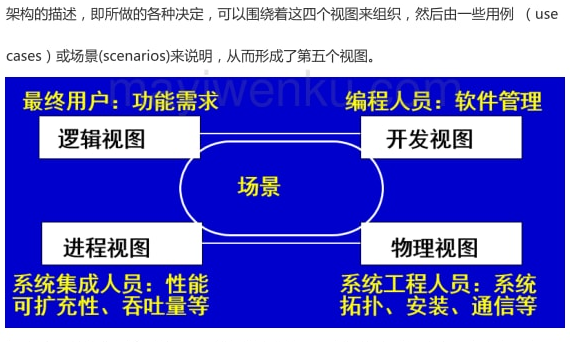 架构的描述，即所做的各种决定，可以围绕着这四个视图来组织，然后由一些用例 （use
cases）或场景(scenarios)来说明，从而形成了第五个视图。
mayiwenku.com
最终用户：功能需求
编程人员：软件管理
逻辑视图
开发视图
场景
进程视图
物理视图
系统集成人员：性能
可扩充性、吞吐量等
系统工程人员：系统
拓扑、安装、通信等